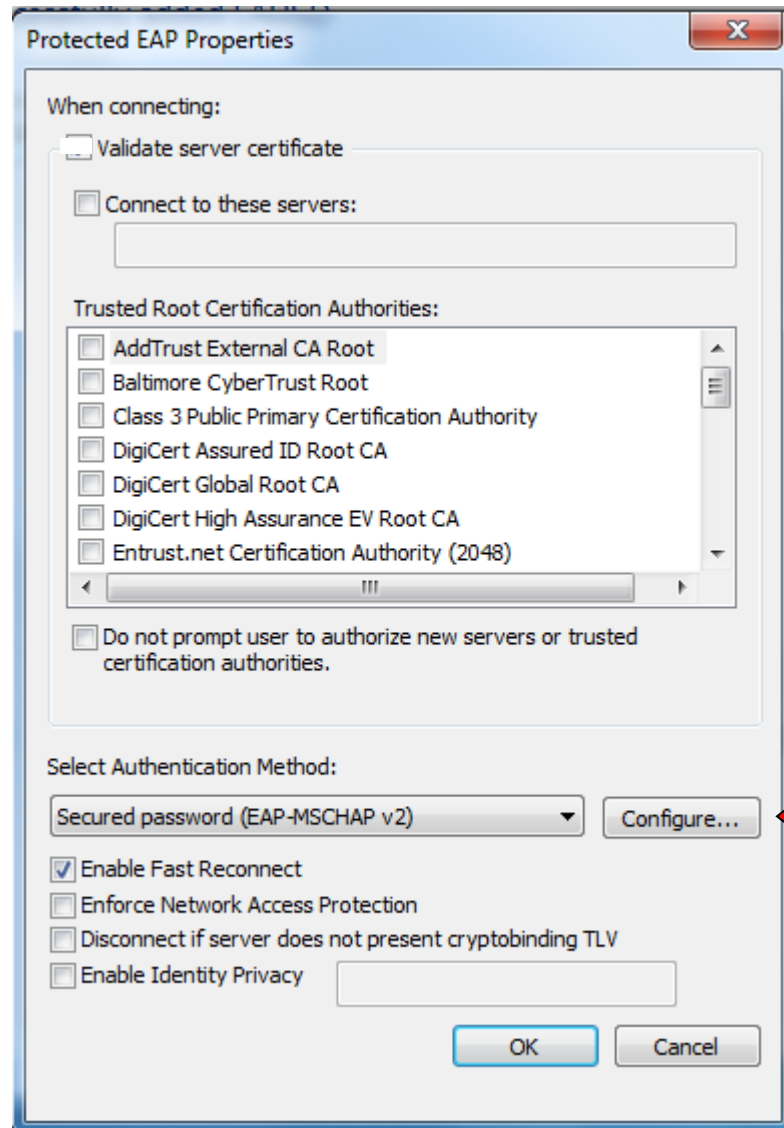 Protected EAP Properties
When connecting:
Validate server certificate
Connect to these servers:
Trusted Root Certification Authorities:
AddTrust External CA Root
Baltimore CyberTrust Root
Class 3 Public Primary Certification Authority
DigiCert Assured ID Root CA
DigiCert Global Root CA
DigiCert High Assurance EV Root CA
Entrust.net Certification Authority (2048)
Do not prompt user to authorize new servers or trusted
certification authorities.
Select Authentication Method:
Secured password (EAP-MSCHAP v2)
Configure...
Enable Fast Reconnect
Enforce Network Access Protection
Disconnect if server does not present cryptobinding TLV
Enable Identity Privacy
OK
Cancel